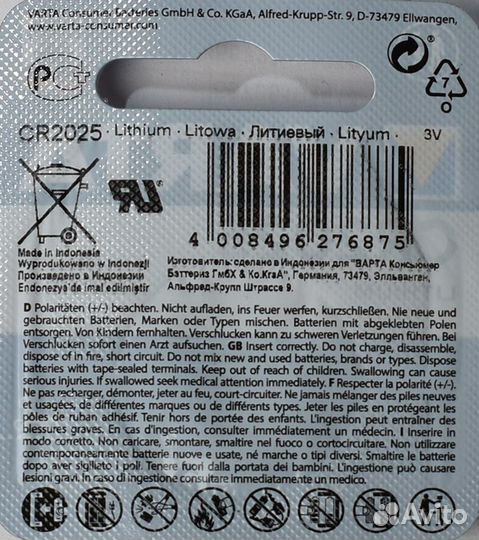 VARTA Consumer Batteries GmbH & Co. KGaA, Alfred-Krupp-Str. 9, D-73479 Ellwangen,
www.varta-consumer.com
PC+
7
O
CR2025 · Lithium · Litowa · Литиевый · Lityum · 3V
4 008496 276875
Made in Indonesia
Wyprodukowano w Indonezji
Произведено в Индонезии
Endonezya'de imal edilmiştir
Изготовитель:сделано в Индонезии для "ВАРТА Консьюмер
Баттериз ГмбХ & Ко.КгаА", Германия, 73479, Элльванген,
Альфред-Крупп Штрассе 9.
D Polaritäten (+/-) beachten. Nicht aufladen, ins Feuer werfen, kurzschließen. Nie neue und
gebrauchte Batterien, Marken oder Typen mischen. Batterien mit abgeklebten Polen
entsorgen. Von Kindern fernhalten. Verschlucken kann zu schweren Verletzungen führen. Bei
Verschlucken sofort einen Arzt aufsuchen. GB Insert correctly. Do not charge, disassemble,
dispose of in fire, short circuit. Do not mix new and used batteries, brands or types. Dispose
batteries with tape-sealed terminals. Keep out of reach of children. Swallowing can cause
serious injuries. If swallowed seek medical attention immediately. F Respecter la polarité (+/-).
Ne pas recharger, démonter, jeter au feu, court-circuiter. Ne jamais mélanger des piles neuves
et usagées, de différentes marques ou de différents types. Jeter les piles en protégeant les
pôles de ruban adhésif. Tenir hors de portée des enfants. L'ingestion peut entraîner des
blessures graves. En cas d'ingestion, consulter immédiatement un médecin. I Inserire in
modo corretto. Non caricare, smontare, smaltire nel fuoco o cortocircuitare. Non utilizzare
contemporaneamente batterie nuove e usate, né marche o tipi diversi. Smaltire le batterie
dopo aver sigillato i poli. Tenere fuori dalla portata dei bambini. L'ingestione può causare
lesioni gravi. In caso di ingestione consultare immediatamente un medico.
Avito